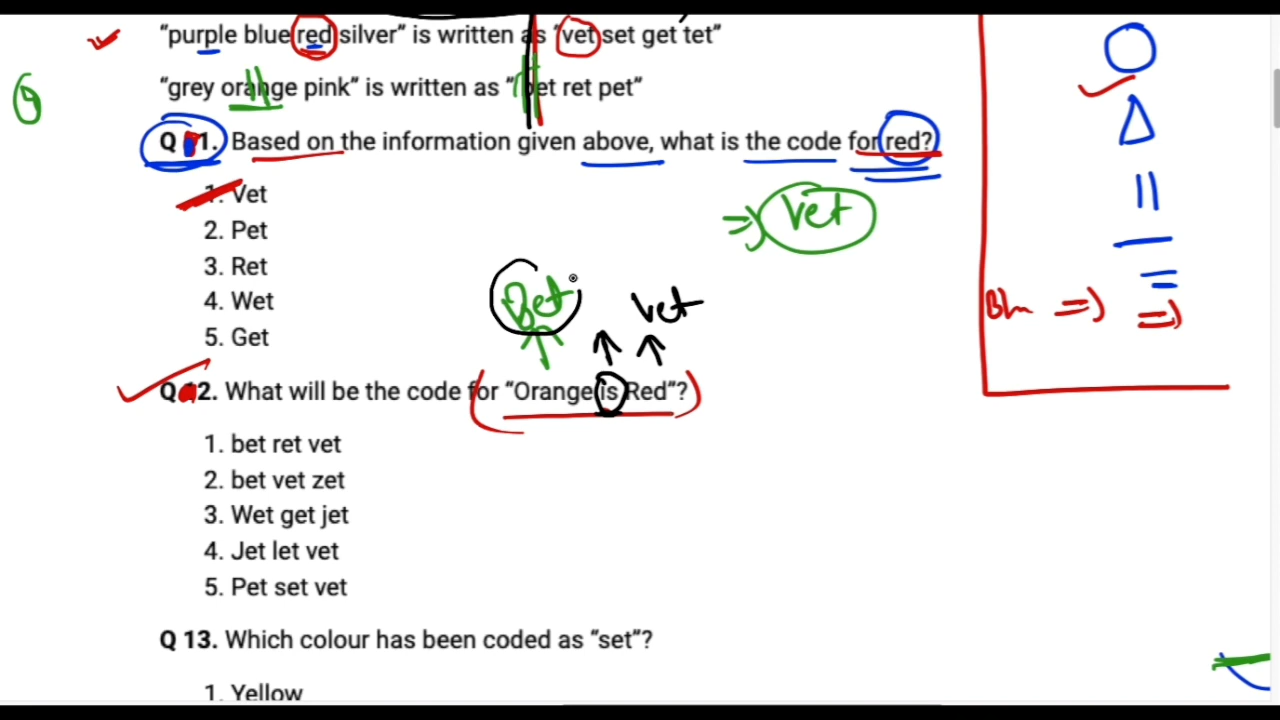 “purple blue red silver” is written as “vet set get tet”
“grey orange pink” is written as “bet ret pet”
Q 1. Based on the information given above, what is the code for red?
1. Vet
2. Pet
3. Ret
4. Wet
5. Get
=) Vet
Bet vet
Q 2. What will be the code for “Orange is Red”?
1. bet ret vet
2. bet vet zet
3. Wet get jet
4. Jet let vet
5. Pet set vet
Q 13. Which colour has been coded as “set”?
1. Yellow